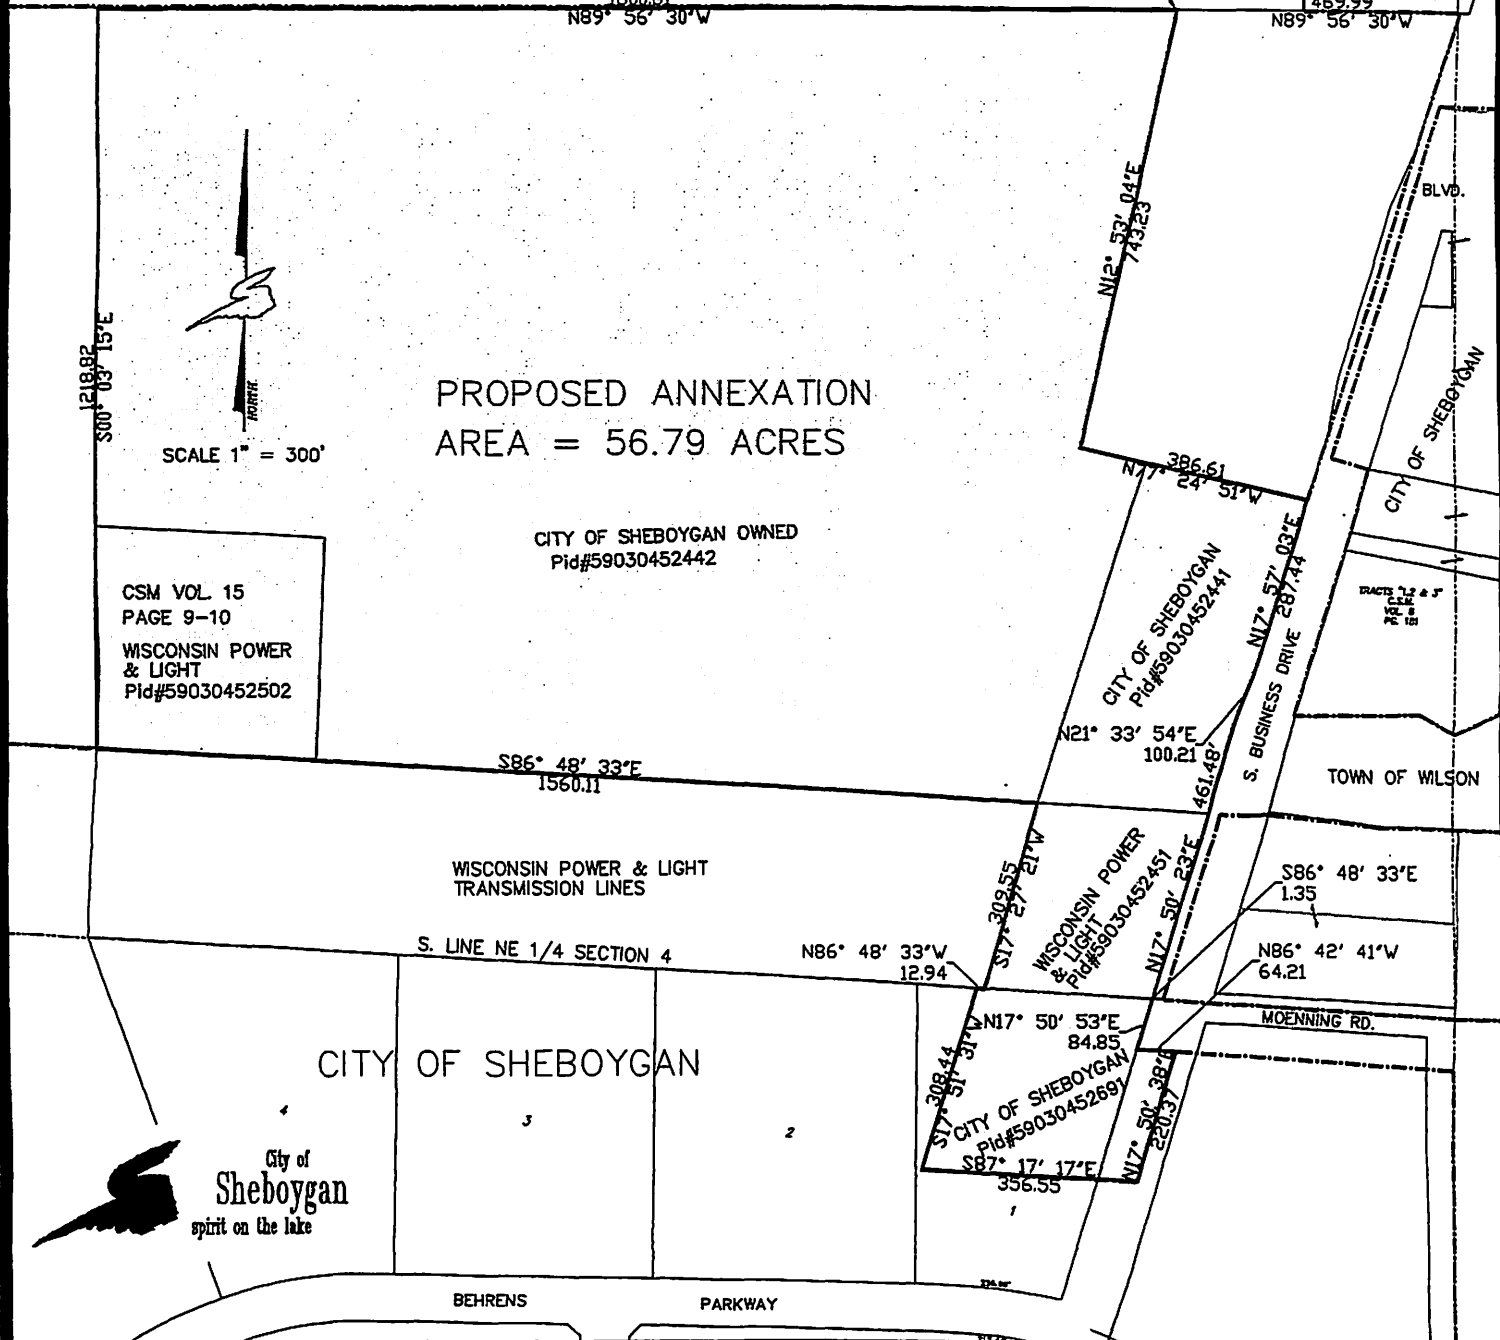 N89° 56' 30"W
469.99
N89° 56' 30"W
BLVD.
N12° 53' 04"E
743.23
1218.82
S00° 03' 15"E
NORTH
SCALE 1" = 300'
PROPOSED ANNEXATION
AREA = 56.79 ACRES
CITY OF SHEBOYGAN
386.61
N77° 24' 51"W
CITY OF SHEBOYGAN OWNED
Pid#59030452442
N17° 57' 03"E
287.44
CITY OF SHEBOYGAN
Pid#59030452441
CSM VOL. 15
PAGE 9-10
WISCONSIN POWER
& LIGHT
Pid#59030452502
TRACTS "1,2 & 3"
C.S.M.
VOL. 8
S. BUSINESS DRIVE
N21° 33' 54"E
100.21
461.48'
TOWN OF WILSON
S86° 48' 33"E
1560.11
WISCONSIN POWER & LIGHT
TRANSMISSION LINES
309.55
S17° 27' 21"W
WISCONSIN POWER
& LIGHT
Pid#59030452451
N17° 50' 23"E
S86° 48' 33"E
1.35
S. LINE NE 1/4 SECTION 4
N86° 48' 33"W
12.94
N86° 42' 41"W
64.21
MOENNING RD.
N17° 50' 53"E
84.85
CITY OF SHEBOYGAN
308.44
S17° 51' 31"W
CITY OF SHEBOYGAN
Pid#59030452691
N17° 50' 38"E
220.37
4
3
2
S87° 17' 17"E
356.55
1
City of
Sheboygan
spirit on the lake
BEHRENS PARKWAY